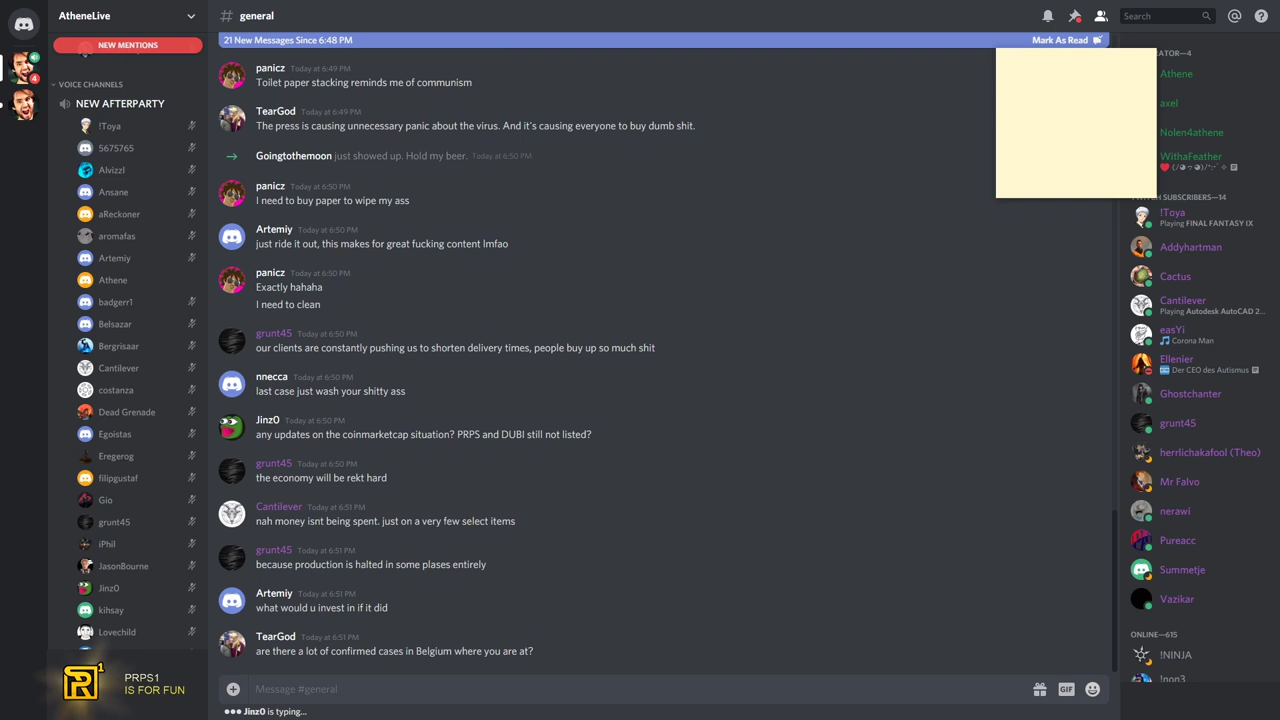 AtheneLive
NEW MENTIONS
VOICE CHANNELS
NEW AFTERPARTY
!Toya
5675765
Alvizzl
Ansane
aReckoner
aromafas
Artemiy
Athene
badgerr1
Belsazar
Bergrisaar
Cantilever
costanza
Dead Grenade
Egoistas
Eregerog
filipgustaf
Gio
grunt45
iPhil
JasonBourne
Jinz0
kihsay
Lovechild
4
PRPS1
IS FOR FUN
# general
Search
21 New Messages Since 6:48 PM
Mark As Read
panicz Today at 6:49 PM
Toilet paper stacking reminds me of communism
TearGod Today at 6:49 PM
The press is causing unnecessary panic about the virus. And it's causing everyone to buy dumb shit.
Goingtothemoon just showed up. Hold my beer. Today at 6:50 PM
panicz Today at 6:50 PM
I need to buy paper to wipe my ass
Artemiy Today at 6:50 PM
just ride it out, this makes for great fucking content lmfao
panicz Today at 6:50 PM
Exactly hahaha
I need to clean
grunt45 Today at 6:50 PM
our clients are constantly pushing us to shorten delivery times, people buy up so much shit
nnecca Today at 6:50 PM
last case just wash your shitty ass
Jinz0 Today at 6:50 PM
any updates on the coinmarketcap situation? PRPS and DUBI still not listed?
grunt45 Today at 6:50 PM
the economy will be rekt hard
Cantilever Today at 6:51 PM
nah money isnt being spent. just on a very few select items
grunt45 Today at 6:51 PM
because production is halted in some plases entirely
Artemiy Today at 6:51 PM
what would u invest in if it did
TearGod Today at 6:51 PM
are there a lot of confirmed cases in Belgium where you are at?
Message #general
GIF
Jinz0 is typing...
ATOR—4
Athene
axel
Nolen4athene
WithaFeather
TWITCH SUBSCRIBERS—14
!Toya
Playing FINAL FANTASY IX
Addyhartman
Cactus
Cantilever
Playing Autodesk AutoCAD 2...
easYi
Corona Man
Ellenier
Der CEO des Autismus
Ghostchanter
grunt45
herrlichakafool (Theo)
Mr Falvo
nerawi
Pureacc
Summetje
Vazikar
ONLINE—615
!NINJA
!non3